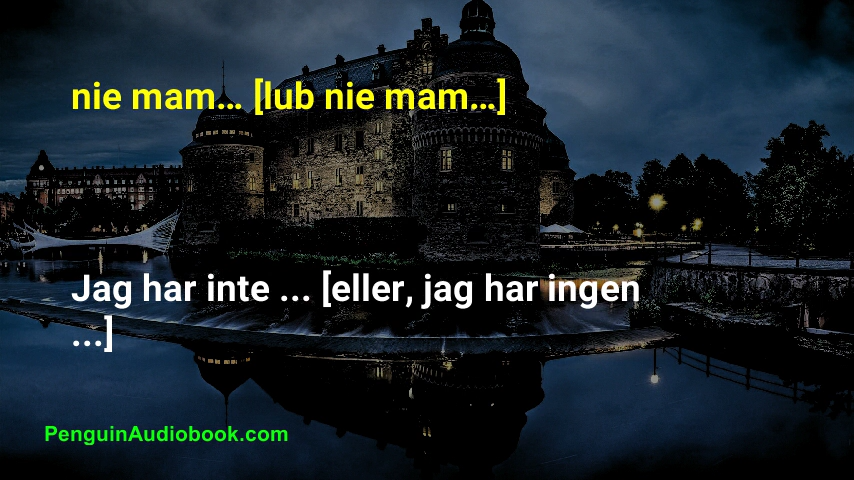 nie mam… [lub nie mam…]
Jag har inte ... [eller, jag har ingen
...]
PenguinAudiobook.com